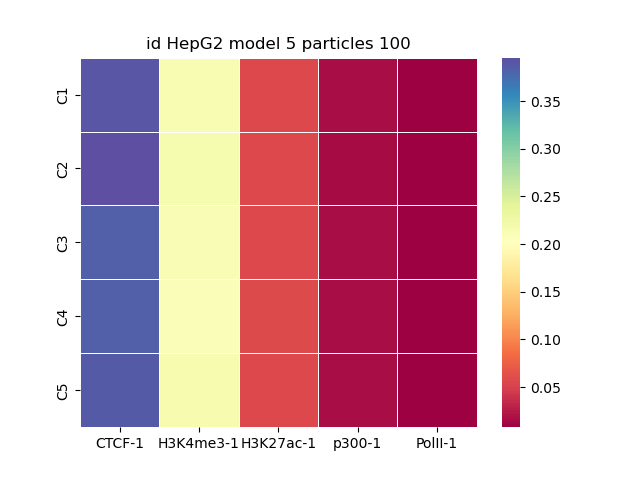 id HepG2 model 5 particles 100
C1
C2
C3
C4
C5
CTCF-1 H3K4me3-1 H3K27ac-1 p300-1 PolII-1
0.35
0.30
0.25
0.20
0.15
0.10
0.05